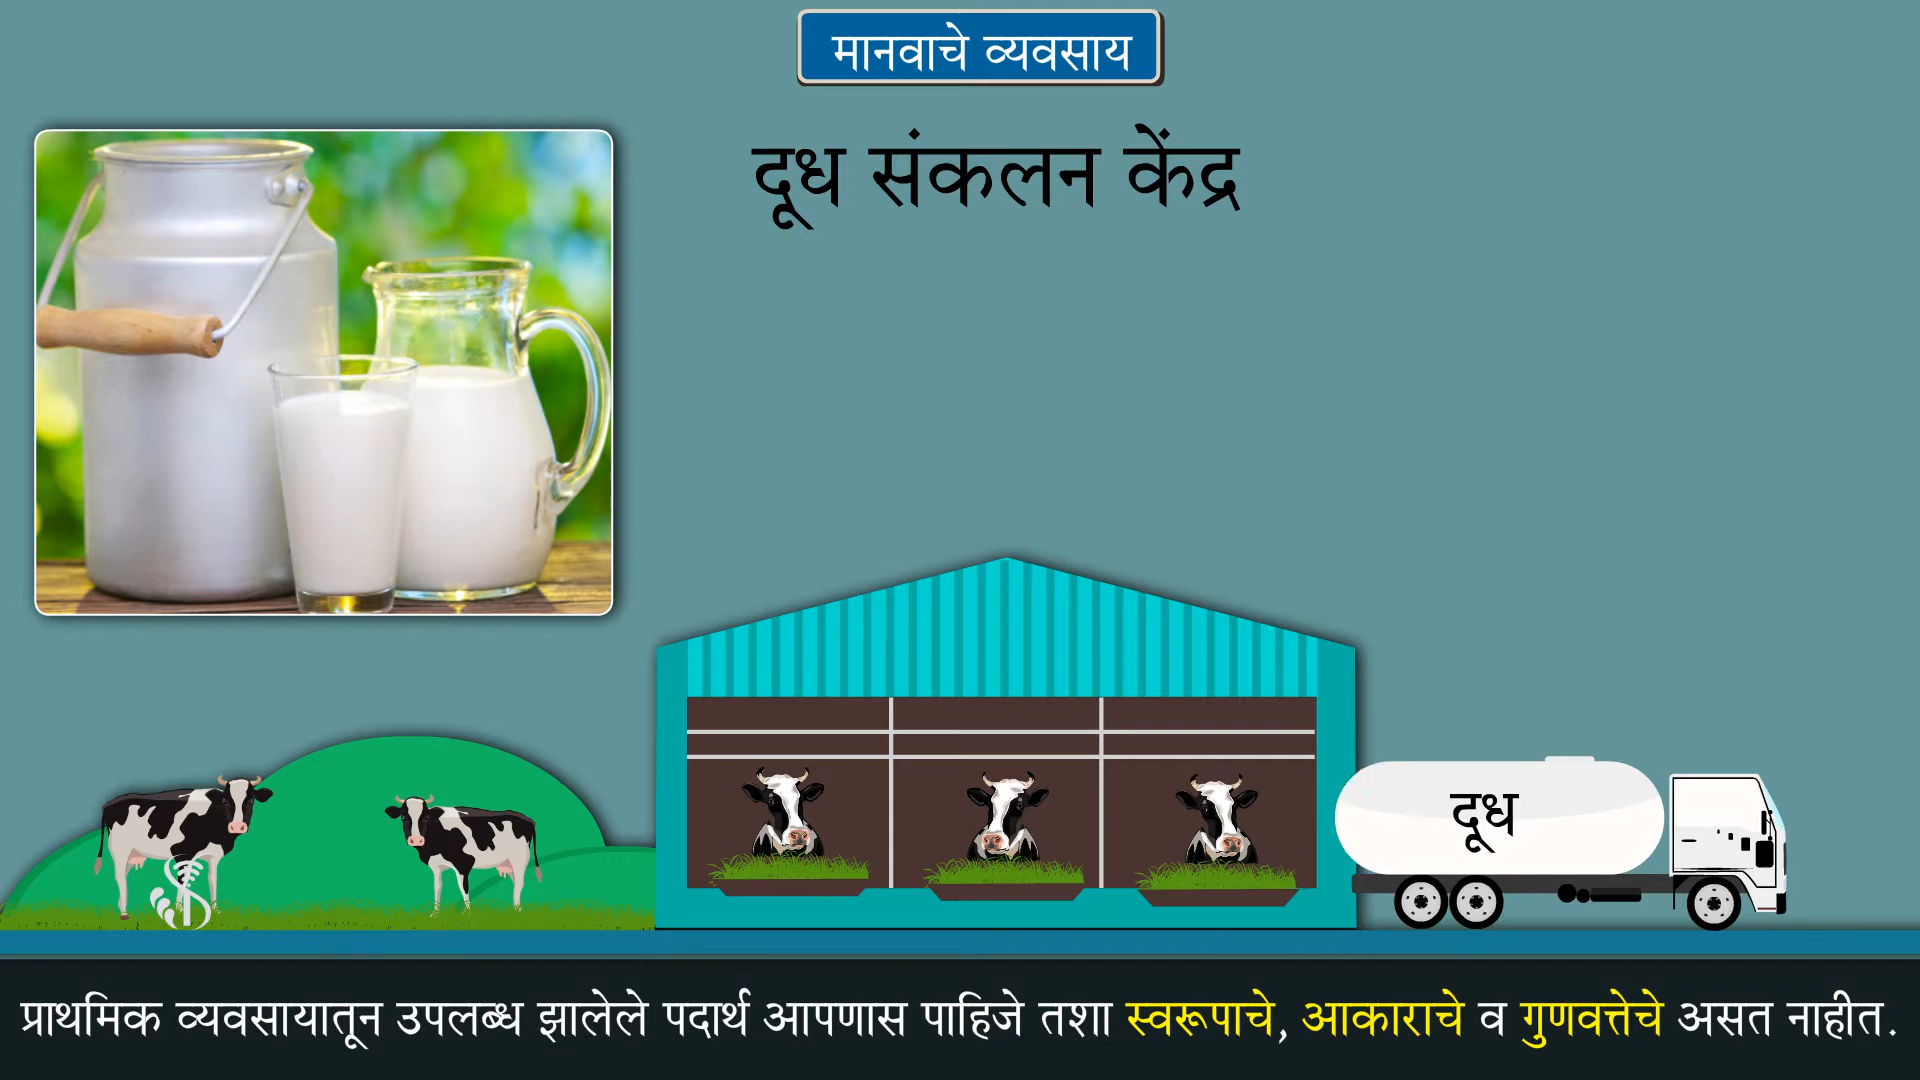 मानवाचे व्यवसाय
दूध संकलन केंद्र
दूध
प्राथमिक व्यवसायातून उपलब्ध झालेले पदार्थ आपणास पाहिजे तशा स्वरूपाचे, आकाराचे व गुणवत्तेचे असत नाहीत.